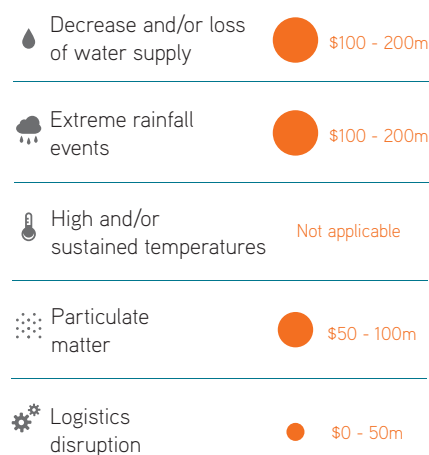 Decrease and/or loss
of water supply
$100 - 200m
Extreme rainfall
events
$100 - 200m
High and/or
sustained temperatures
Not applicable
Particulate
matter
$50 - 100m
Logistics
disruption
$0 - 50m